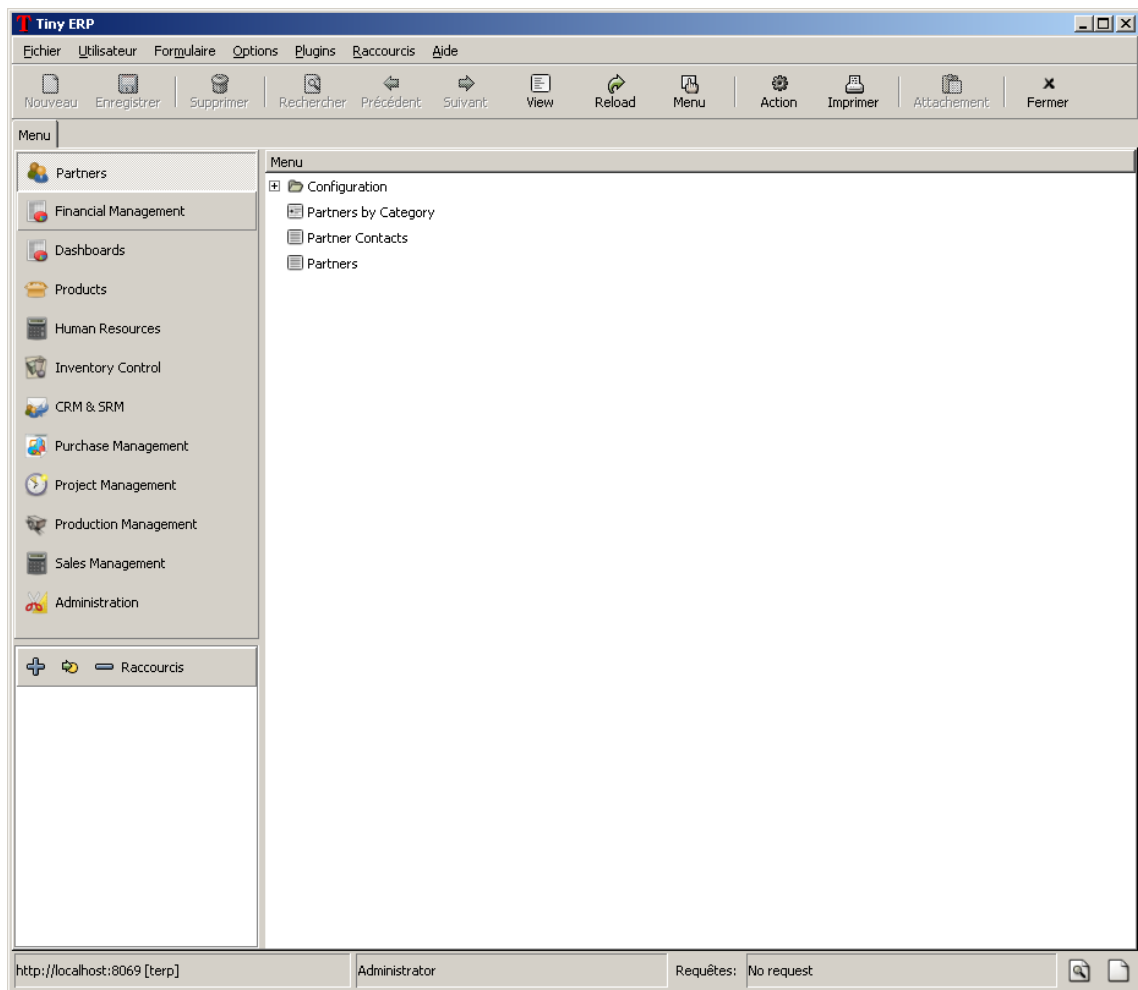 Tiny ERP
Fichier Utilisateur Formulaire Options Plugins Raccourcis Aide
Nouveau Enregistrer Supprimer Rechercher Précédent Suivant View Reload Menu Action Imprimer Attachement Fermer
Menu
Partners
Financial Management
Dashboards
Products
Human Resources
Inventory Control
CRM & SRM
Purchase Management
Project Management
Production Management
Sales Management
Administration
Raccourcis
Menu
Configuration
Partners by Category
Partner Contacts
Partners
http://localhost:8069 [terp] Administrator Requêtes: No request